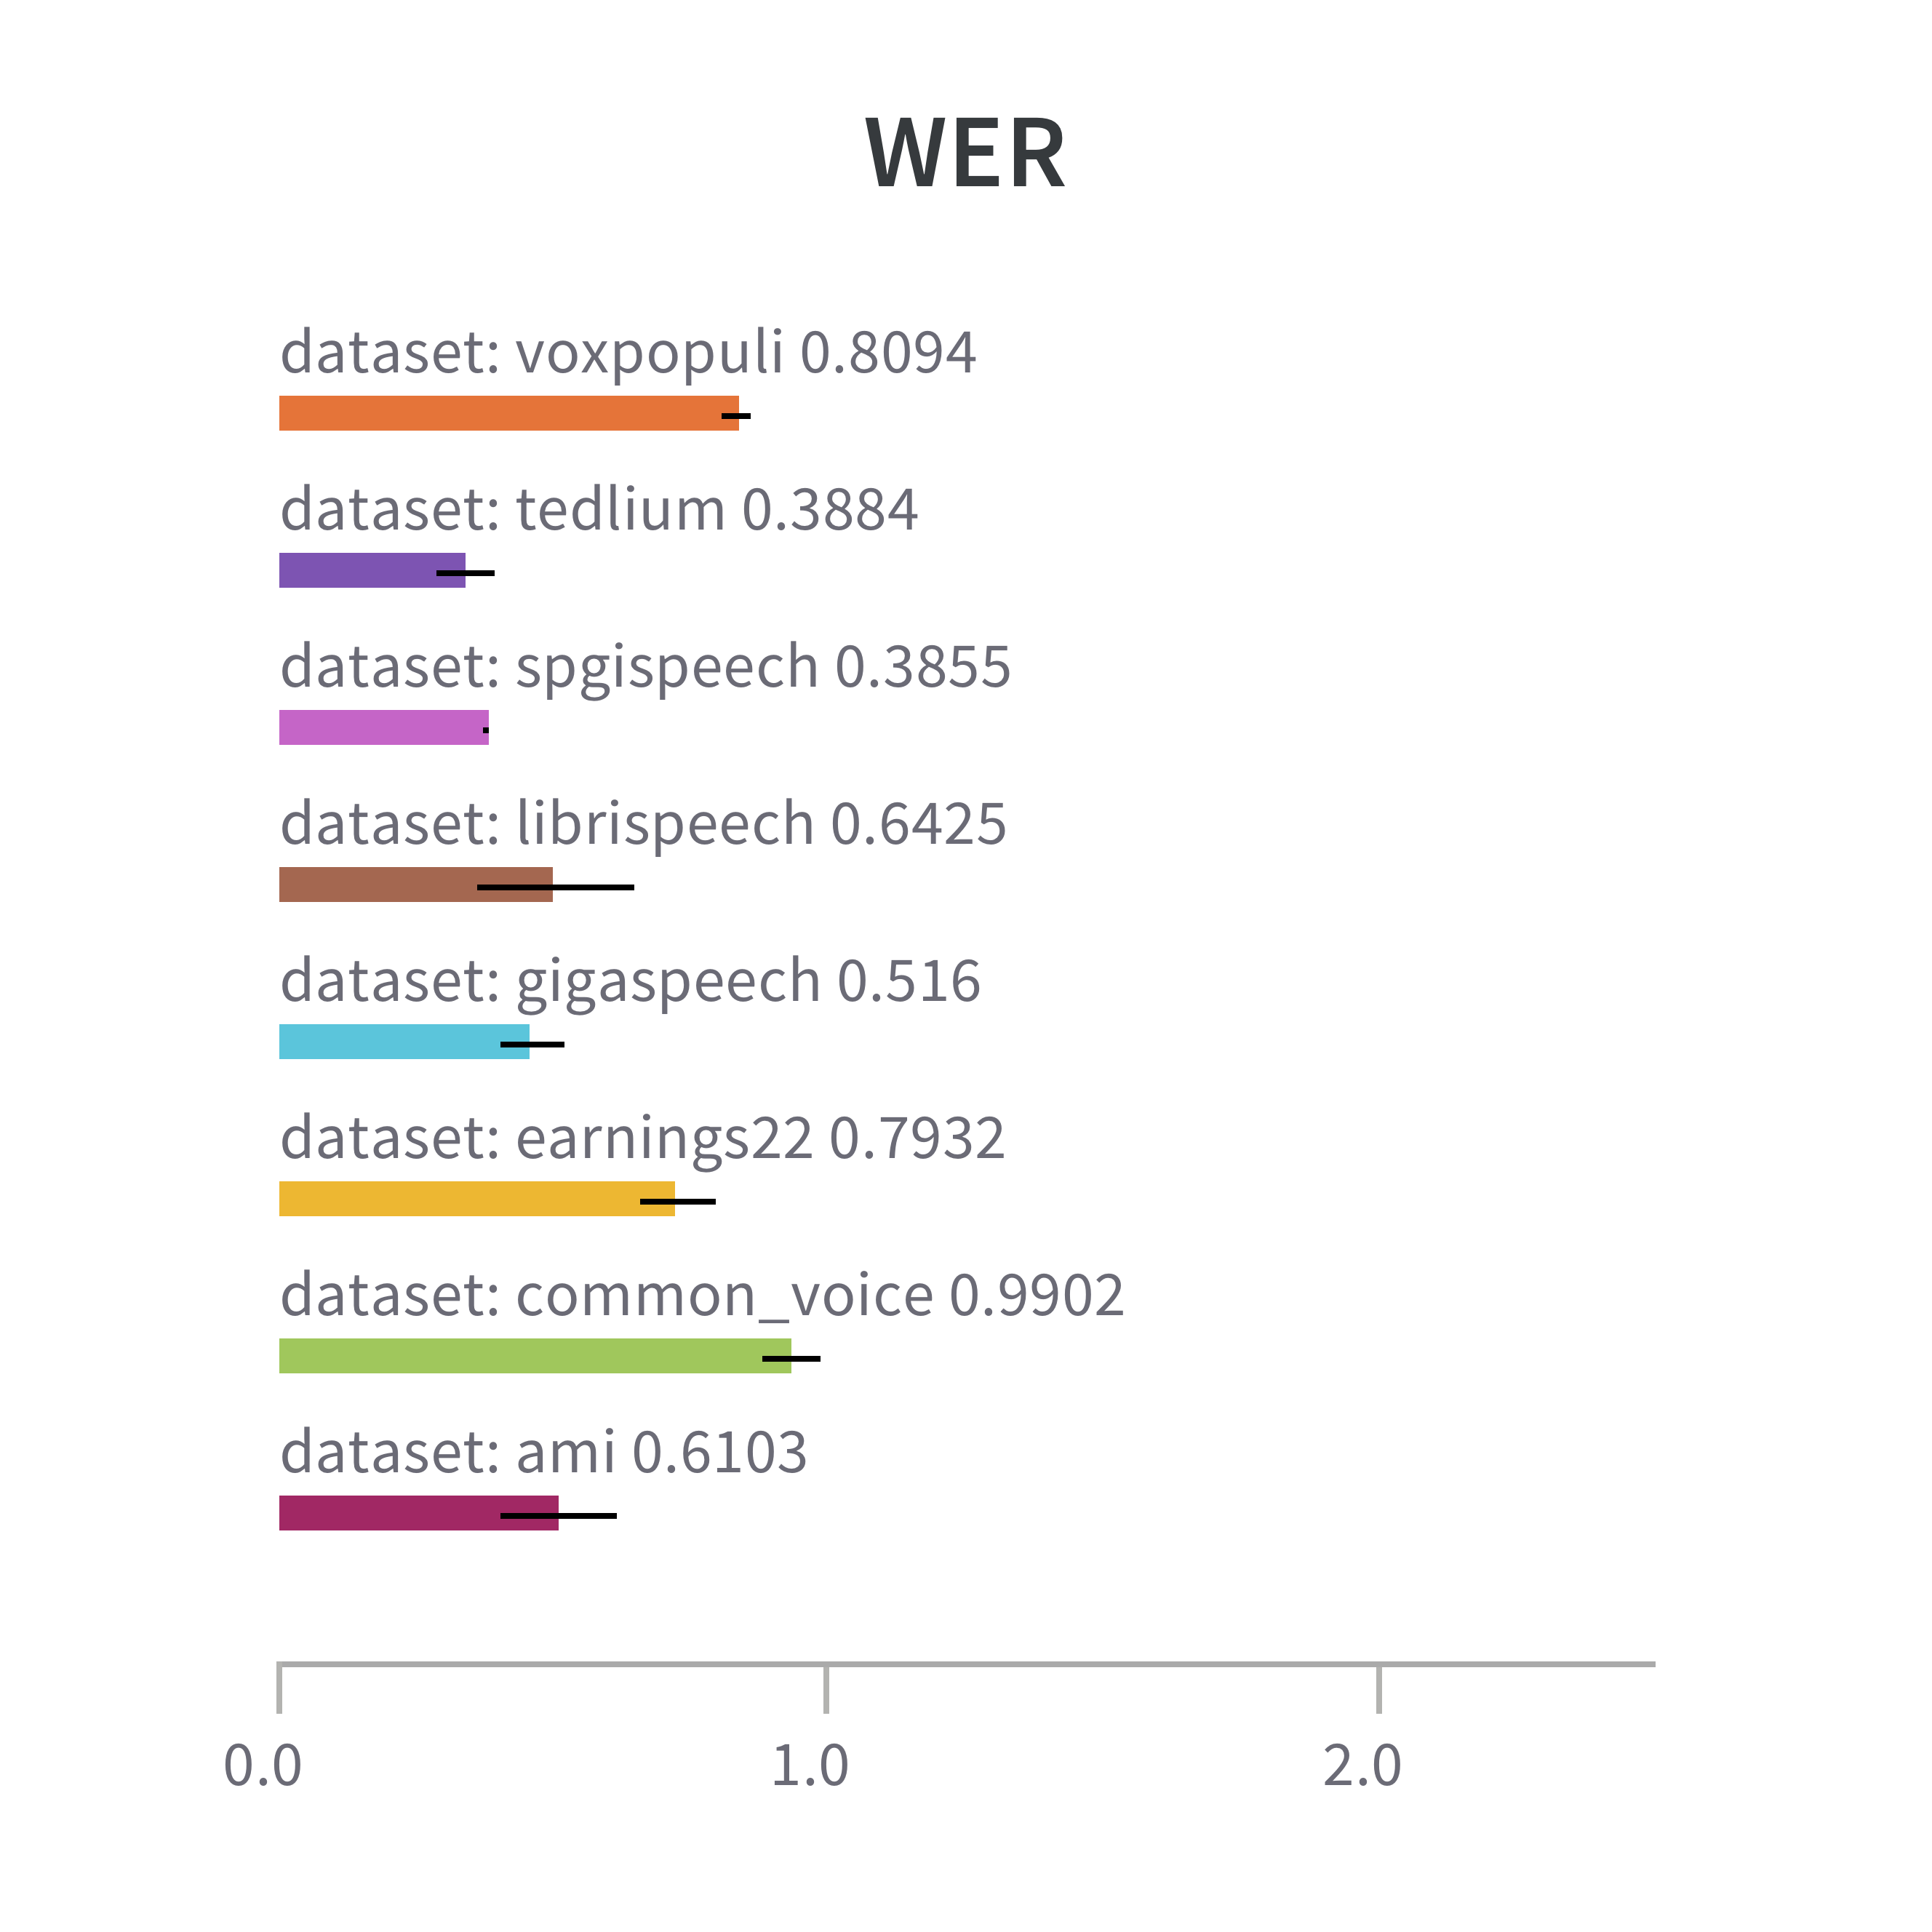 WER
dataset: voxpopuli 0.8094
dataset: tedlium 0.3884
dataset: spgispeech 0.3855
dataset: librispeech 0.6425
dataset: gigaspeech 0.516
dataset: earnings22 0.7932
dataset: common_voice 0.9902
dataset: ami 0.6103
0.0 1.0 2.0